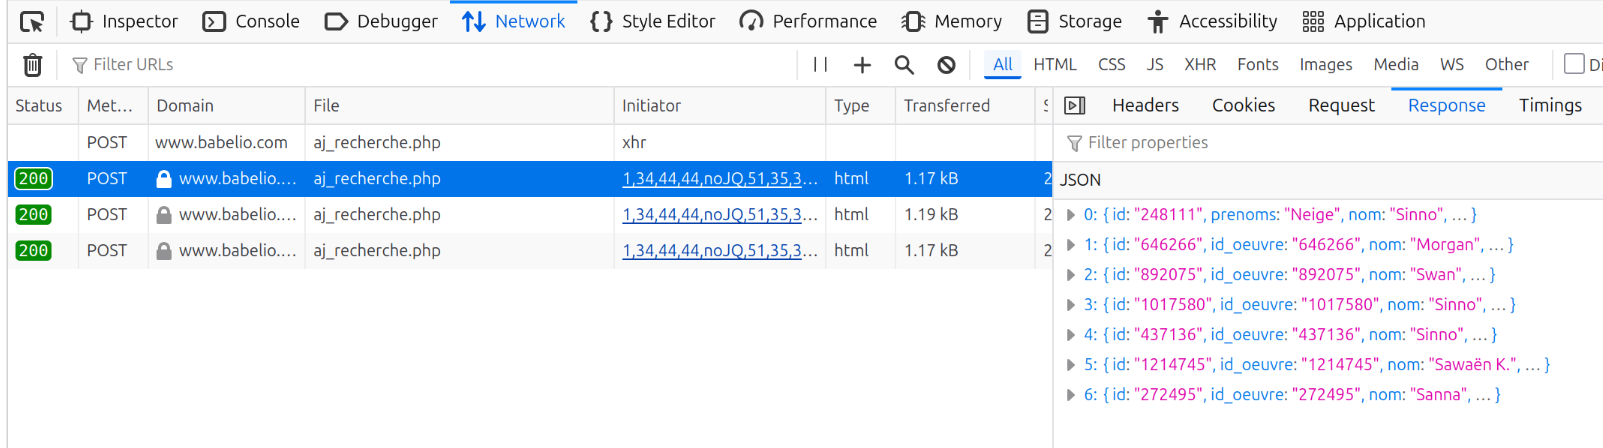 Inspector Console Debugger Network Style Editor Performance Memory Storage Accessibility Application
Filter URLs All HTML CSS JS XHR Fonts Images Media WS Other Di
Status Met... Domain File Initiator Type Transferred S Headers Cookies Request Response Timings
POST www.babelio.com aj_recherche.php xhr Filter properties
200 POST www.babelio.... aj_recherche.php 1,34,44,44,noJQ,51,35,3... html 1.17 kB 2 JSON
200 POST www.babelio.... aj_recherche.php 1,34,44,44,noJQ,51,35,3... html 1.19 kB 2 0: { id: "248111", prenoms: "Neige", nom: "Sinno", ... }
200 POST www.babelio.... aj_recherche.php 1,34,44,44,noJQ,51,35,3... html 1.17 kB 2 1: { id: "646266", id_oeuvre: "646266", nom: "Morgan", ... }
2: { id: "892075", id_oeuvre: "892075", nom: "Swan", ... }
3: { id: "1017580", id_oeuvre: "1017580", nom: "Sinno", ... }
4: { id: "437136", id_oeuvre: "437136", nom: "Sinno", ... }
5: { id: "1214745", id_oeuvre: "1214745", nom: "Sawaën K.", ... }
6: { id: "272495", id_oeuvre: "272495", nom: "Sanna", ... }